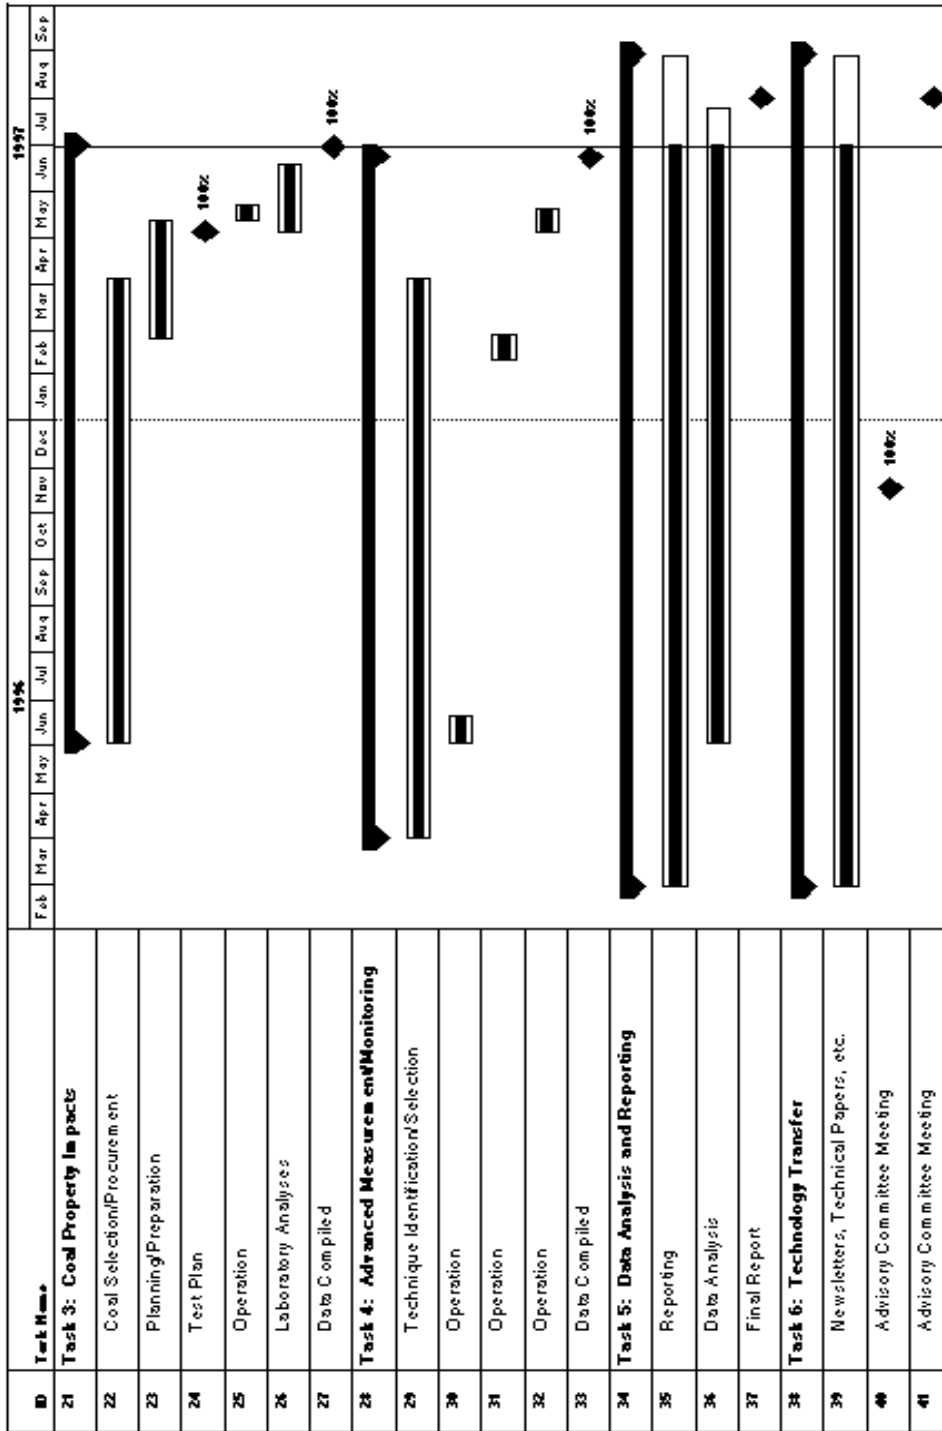 1996 1997
ID Task Name Feb Mar Apr May Jun Jul Aug Sep Oct Nov Dec Jan Feb Mar Apr May Jun Jul Aug Sep
21 Task 3: Coal Property Impacts
22 Coal Selection/Procurement
23 Planning/Preparation
24 Test Plan 100%
25 Operation
26 Laboratory Analyses
27 Data Compiled 100%
28 Task 4: Advanced Measurement/Monitoring
29 Technique Identification/Selection
30 Operation
31 Operation
32 Operation
33 Data Compiled 100%
34 Task 5: Data Analysis and Reporting
35 Reporting
36 Data Analysis
37 Final Report
38 Task 6: Technology Transfer
39 Newsletters, Technical Papers, etc.
40 Advisory Committee Meeting 100%
41 Advisory Committee Meeting